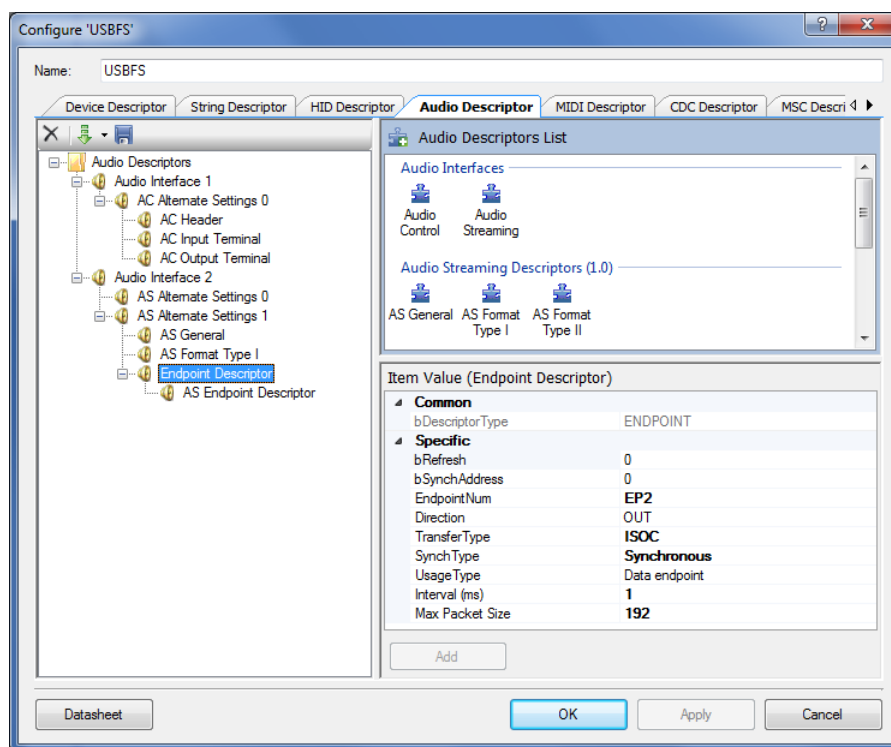 Configure 'USBFS'
Name: USBFS
Device Descriptor String Descriptor HID Descriptor Audio Descriptor MIDI Descriptor CDC Descriptor MSC Descri
Audio Descriptors
Audio Interface 1
AC Alternate Settings 0
AC Header
AC Input Terminal
AC Output Terminal
Audio Interface 2
AS Alternate Settings 0
AS Alternate Settings 1
AS General
AS Format Type I
Endpoint Descriptor
AS Endpoint Descriptor
Audio Descriptors List
Audio Interfaces
Audio Control
Audio Streaming
Audio Streaming Descriptors (1.0)
AS General
AS Format Type I
AS Format Type II
Item Value (Endpoint Descriptor)
Common
bDescriptorType ENDPOINT
Specific
bRefresh 0
bSynchAddress 0
EndpointNum EP2
Direction OUT
TransferType ISOC
SynchType Synchronous
UsageType Data endpoint
Interval (ms) 1
Max Packet Size 192
Add
Datasheet OK Apply Cancel